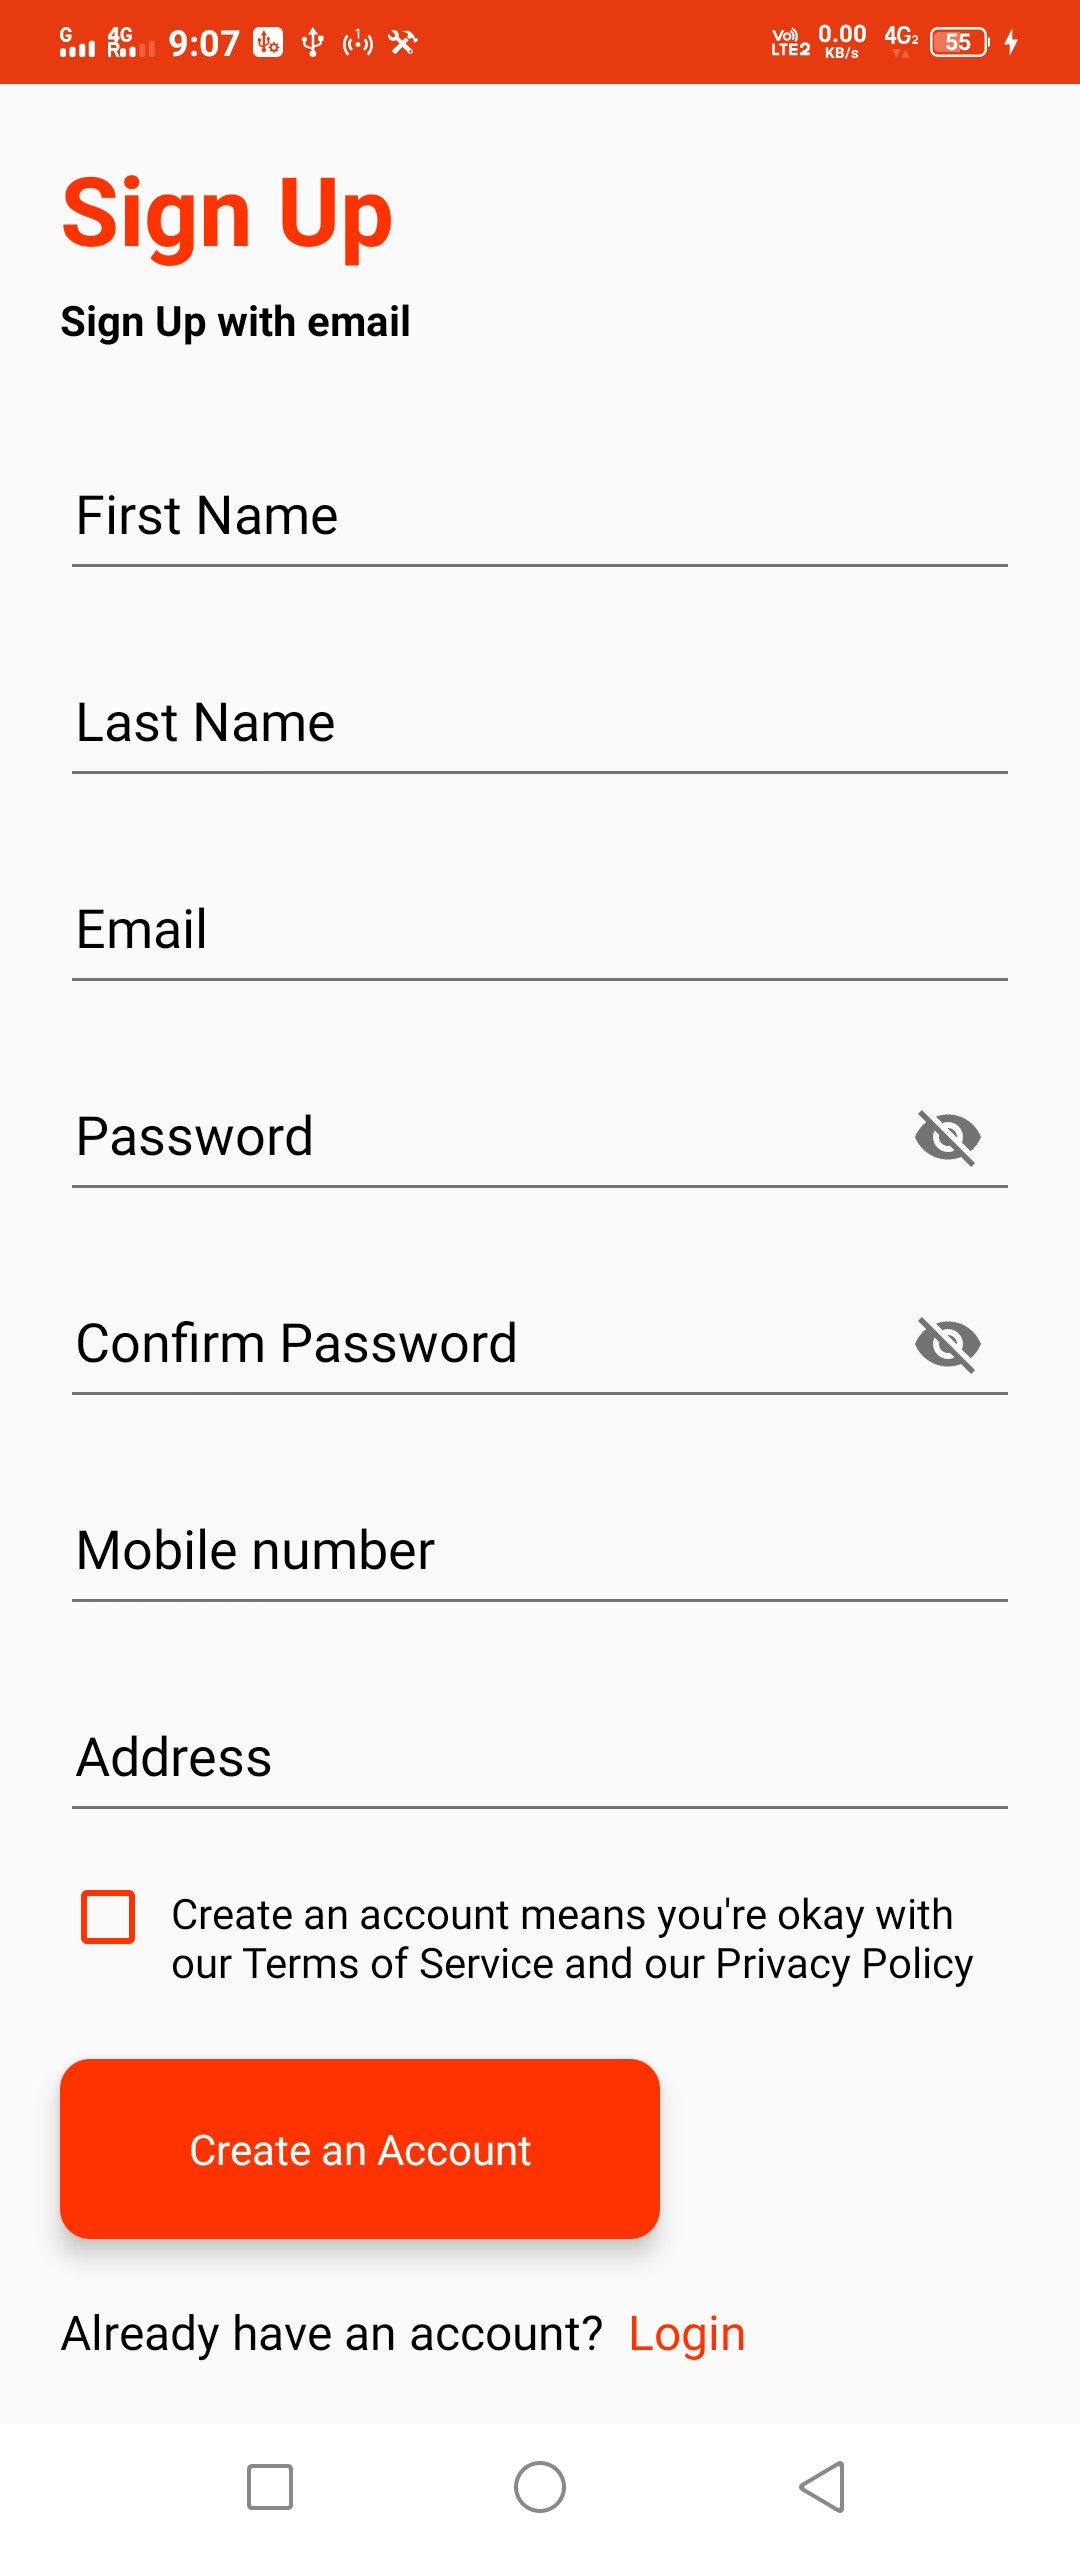 G 4G R 9:07 1 Vo)) LTE2 0.00 KB/s 4G2 55
Sign Up
Sign Up with email
First Name
Last Name
Email
Password
Confirm Password
Mobile number
Address
Create an account means you're okay with
our Terms of Service and our Privacy Policy
Create an Account
Already have an account? Login